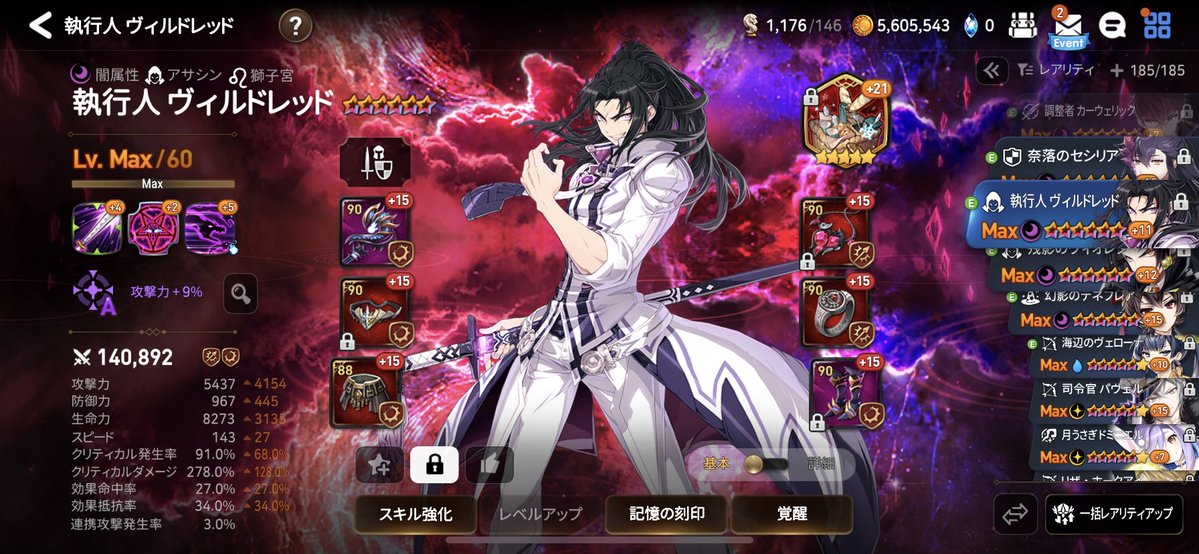 執行人 ヴィルドレッド
?
1,176/146
5,605,543
0
2
Event
闇属性 アサシン 獅子宮
執行人 ヴィルドレッド
Lv. Max/60
Max
+4
+2
+5
攻撃力 +9%
A
140,892
攻撃力 5437 4154
防御力 967 445
生命力 8273 3135
スピード 143 27
クリティカル発生率 91.0% 68.0%
クリティカルダメージ 278.0% 128.0%
効果命中率 27.0% 27.0%
効果抵抗率 34.0% 34.0%
連携攻撃発生率 3.0%
90 +15
90 +15
88 +15
+21
90 +15
90 +15
88 +15
基本 詳細
スキル強化
レベルアップ
記憶の刻印
覚醒
レアリティ
185/185
調整者 カーウェリック
Max +7
奈落のセシリア
執行人 ヴィルドレッド
Max +11
Max +12
Max +15
海辺のヴェローナ
Max +10
司令官 パヴェル
Max +15
月うさぎドミニエル
Max +7
一括レアリティアップ